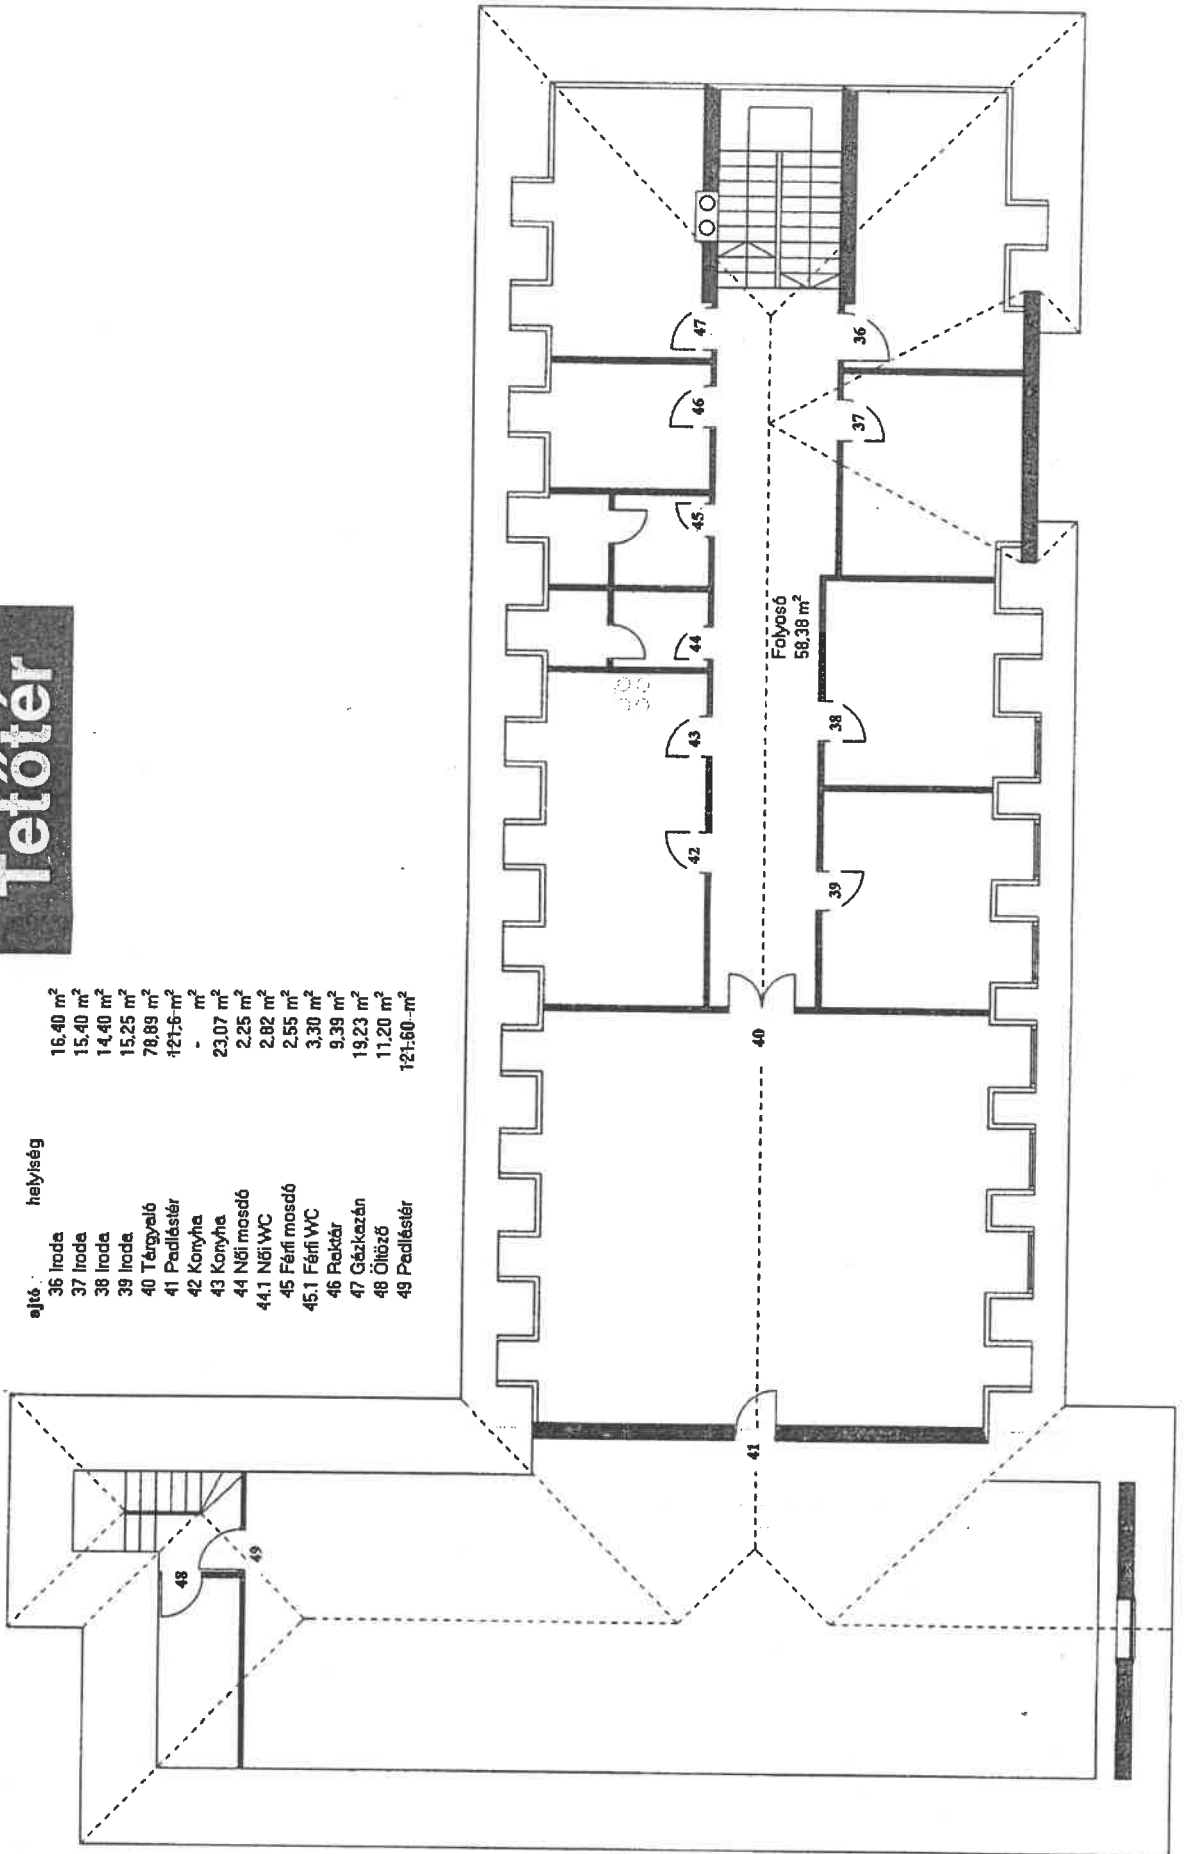 Tetőtér
ajtó helyiség
36 Iroda 16,40 m²
37 Iroda 15,40 m²
38 Iroda 14,40 m²
39 Iroda 15,25 m²
40 Tárgyaló 78,89 m²
41 Padlástér 121,6 m²
42 Konyha - m²
43 Konyha 23,07 m²
44 Női mosdó 2,25 m²
44.1 Női WC 2,82 m²
45 Férfi mosdó 2,55 m²
45.1 Férfi WC 3,30 m²
46 Raktár 9,39 m²
47 Gázkazán 19,23 m²
48 Öltöző 11,20 m²
49 Padlástér 121,60 m²
47
36
46
37
45
44
Folyosó
58,38 m²
43
38
42
39
40
41
49
48